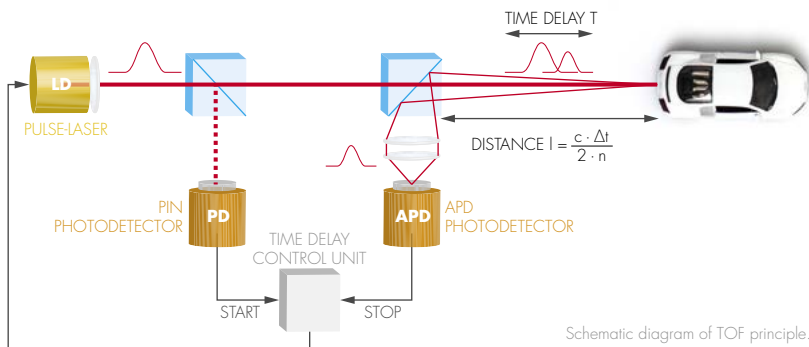 TIME DELAY T
LD
PULSE-LASER
DISTANCE l = c · Δt / 2 · n
PIN
PHOTODETECTOR
PD
APD
APD
PHOTODETECTOR
TIME DELAY
CONTROL UNIT
START
STOP
Schematic diagram of TOF principle.